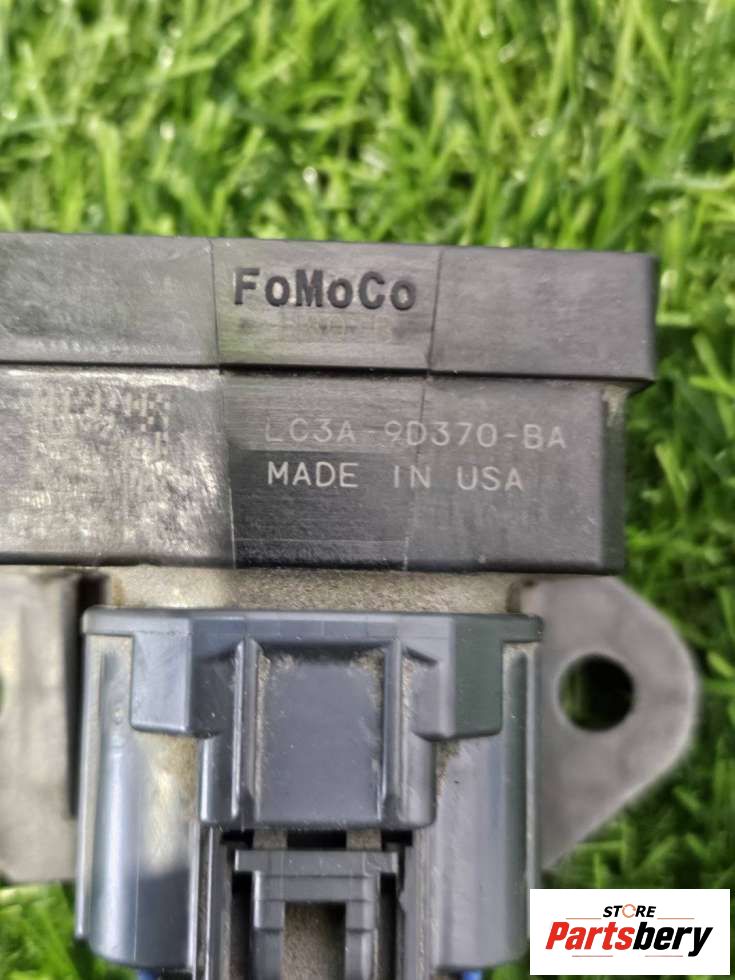 FoMoCo
LC3A-9D370-BA
MADE IN USA
STORE
Partsbery